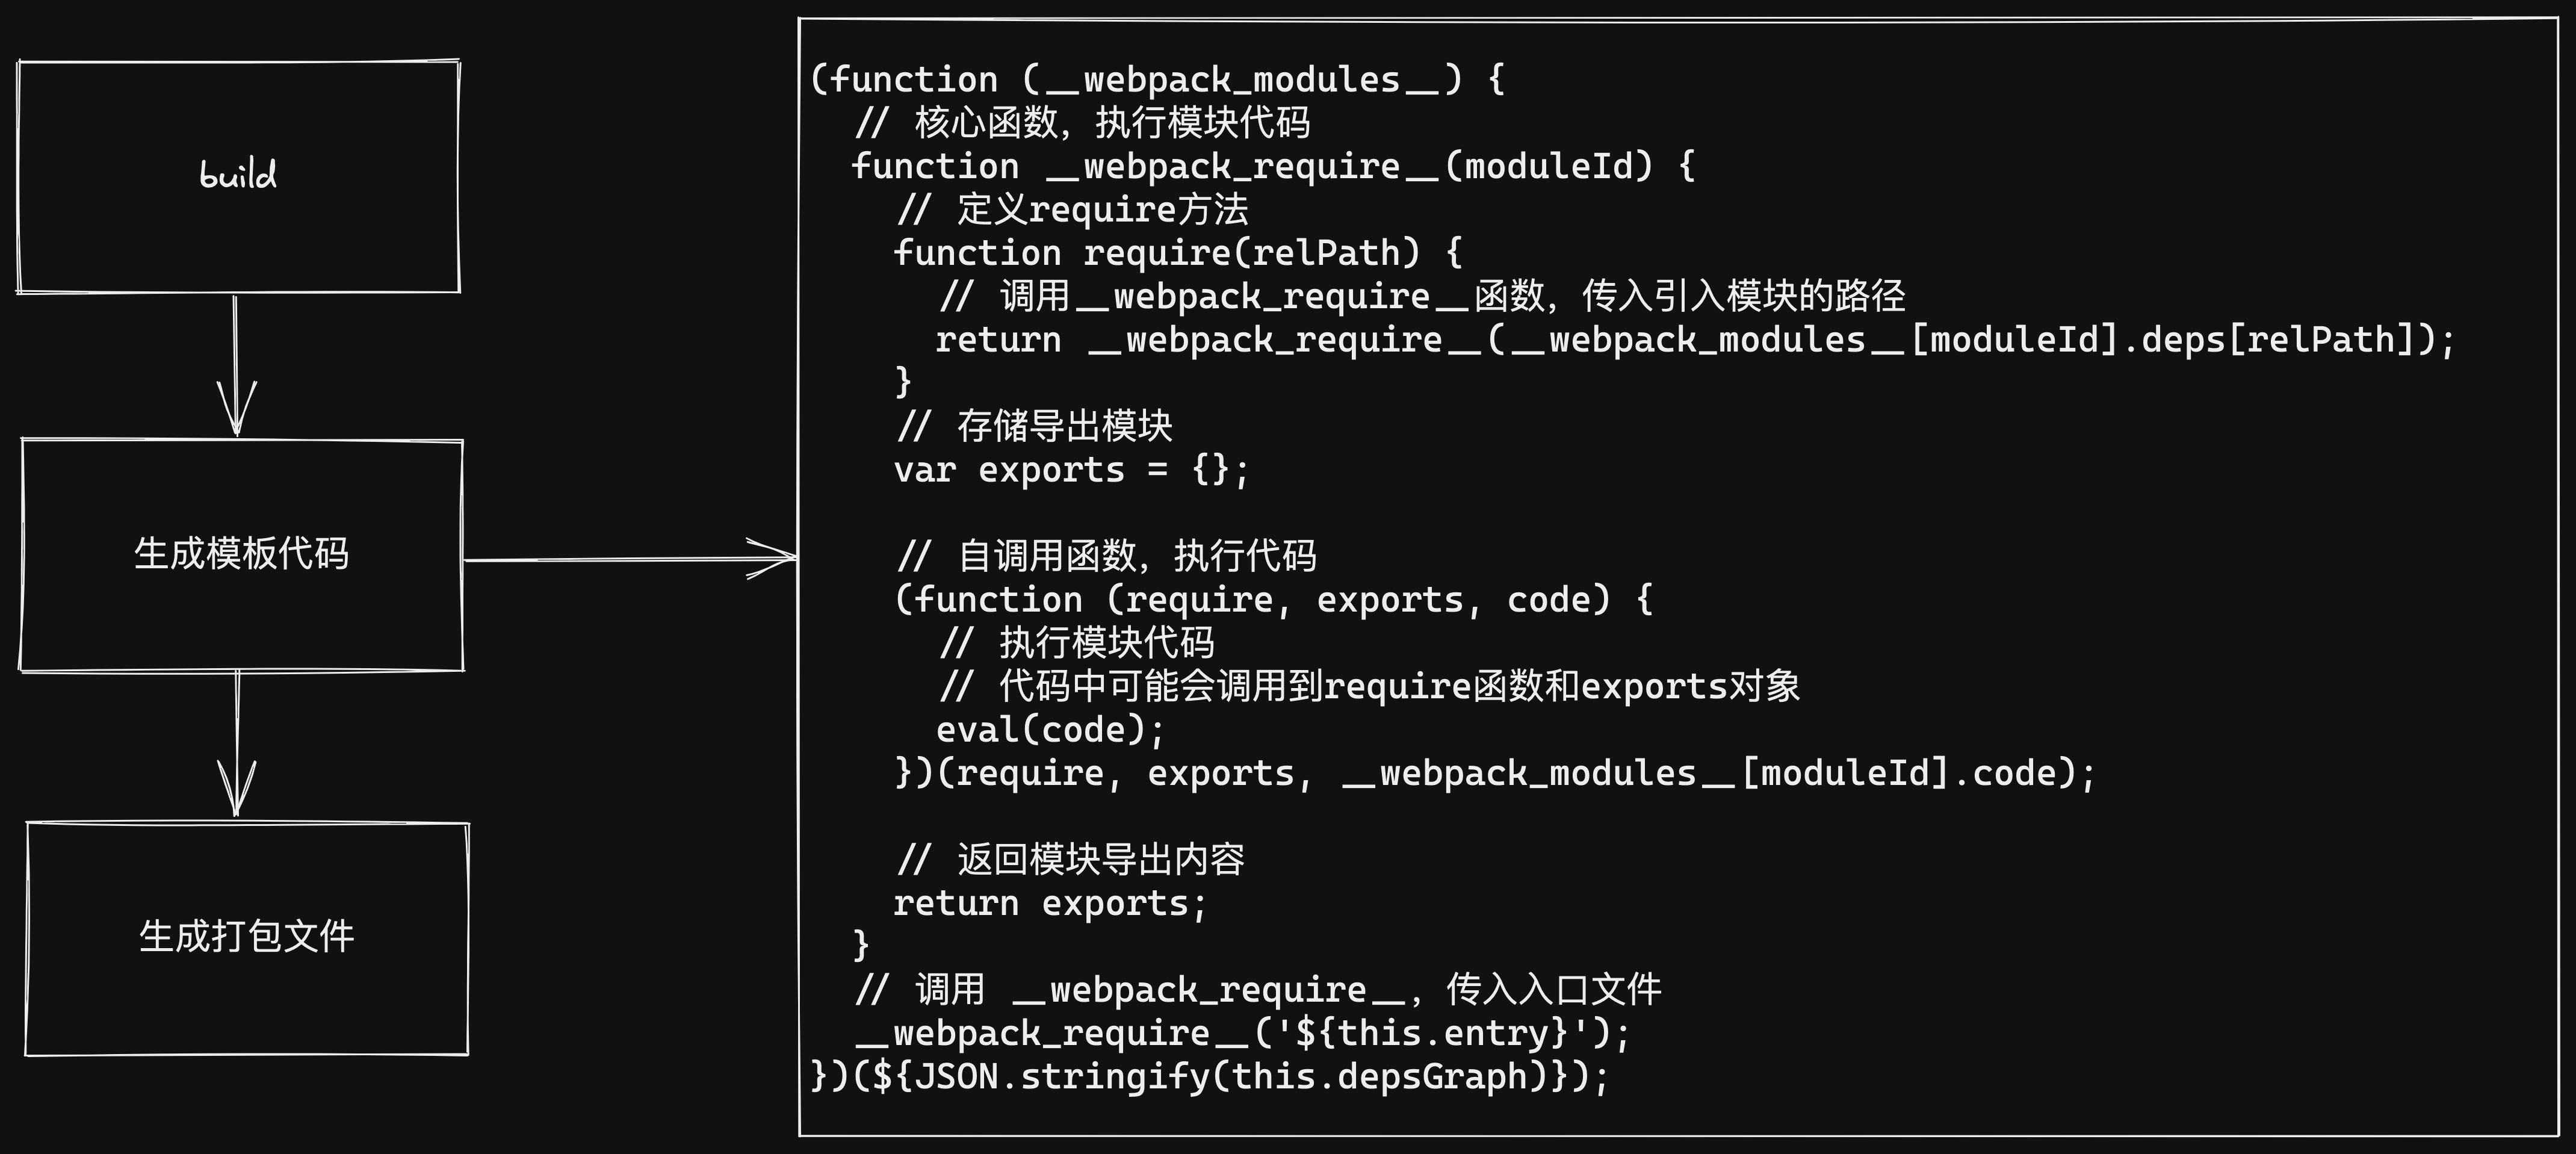 build
生成模板代码
生成打包文件
(function (__webpack_modules__) {
  // 核心函数，执行模块代码
  function __webpack_require__(moduleId) {
    // 定义require方法
    function require(relPath) {
      // 调用__webpack_require__函数，传入引入模块的路径
      return __webpack_require__(__webpack_modules__[moduleId].deps[relPath]);
    }
    // 存储导出模块
    var exports = {};

    // 自调用函数，执行代码
    (function (require, exports, code) {
      // 执行模块代码
      // 代码中可能会调用到require函数和exports对象
      eval(code);
    })(require, exports, __webpack_modules__[moduleId].code);

    // 返回模块导出内容
    return exports;
  }
  // 调用 __webpack_require__，传入入口文件
  __webpack_require__('${this.entry}');
})(${JSON.stringify(this.depsGraph)});